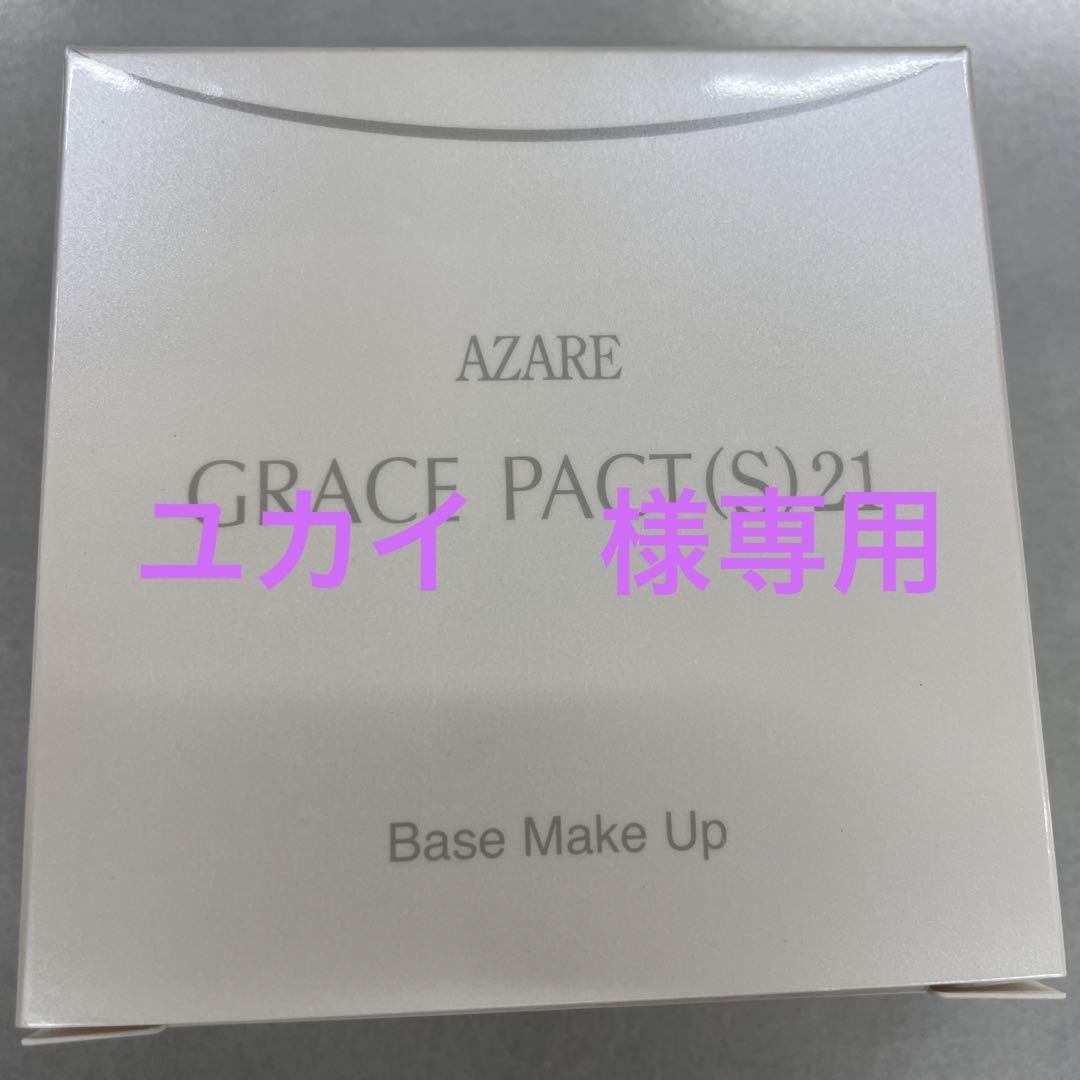 AZARE
GRACE PACT(S)21
ユカイ　様専用
Base Make Up